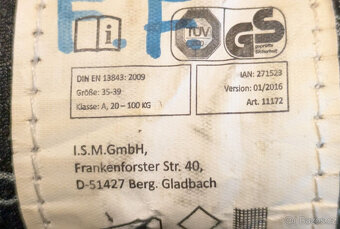 E.F.
TÜV
GS
geprüfte
Sicherheit
DIN EN 13843: 2009
Größe: 35-39
Klasse: A, 20 – 100 KG
IAN: 271523
Version: 01/2016
Art. 11172
I.S.M.GmbH,
Frankenforster Str. 40,
D-51427 Berg. Gladbach